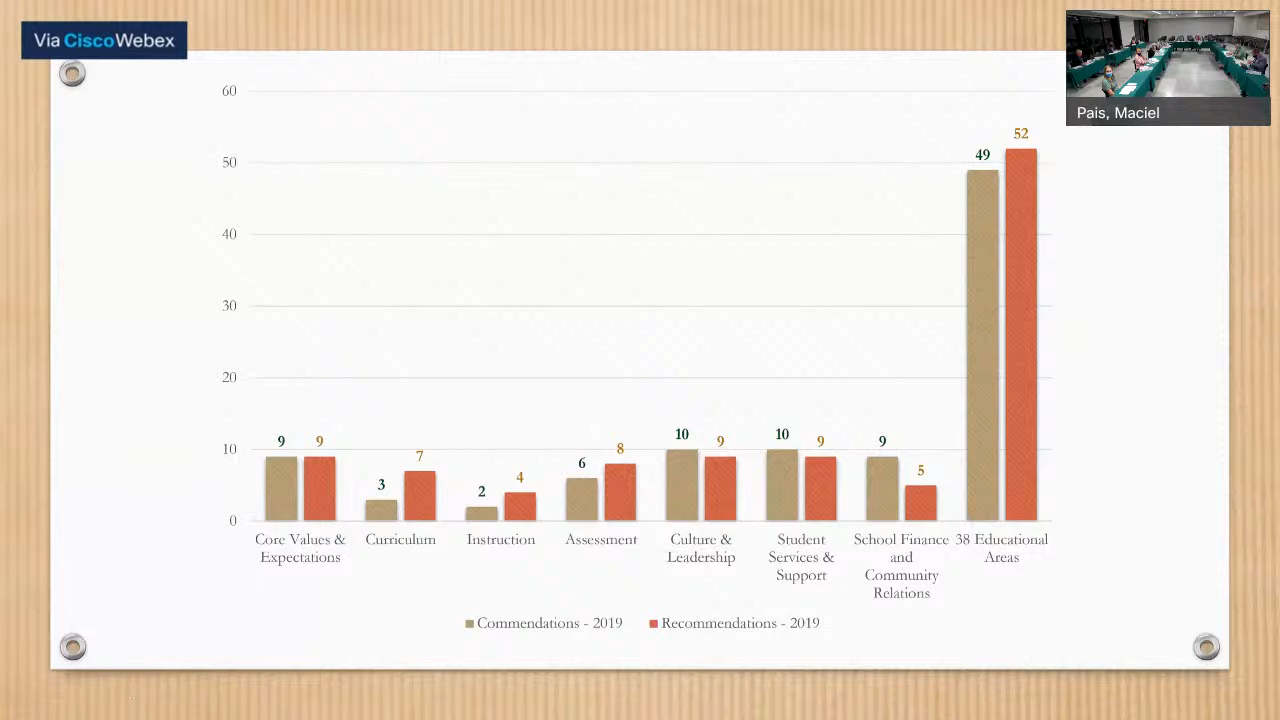 Via CiscoWebex
Pais, Maciel
60
50
40
30
20
10
0
9
9
3
7
2
4
6
8
10
9
10
9
9
5
49
52
Core Values &
Expectations
Curriculum
Instruction
Assessment
Culture &
Leadership
Student
Services &
Support
School Finance
and
Community
Relations
38 Educational
Areas
Commendations - 2019
Recommendations - 2019